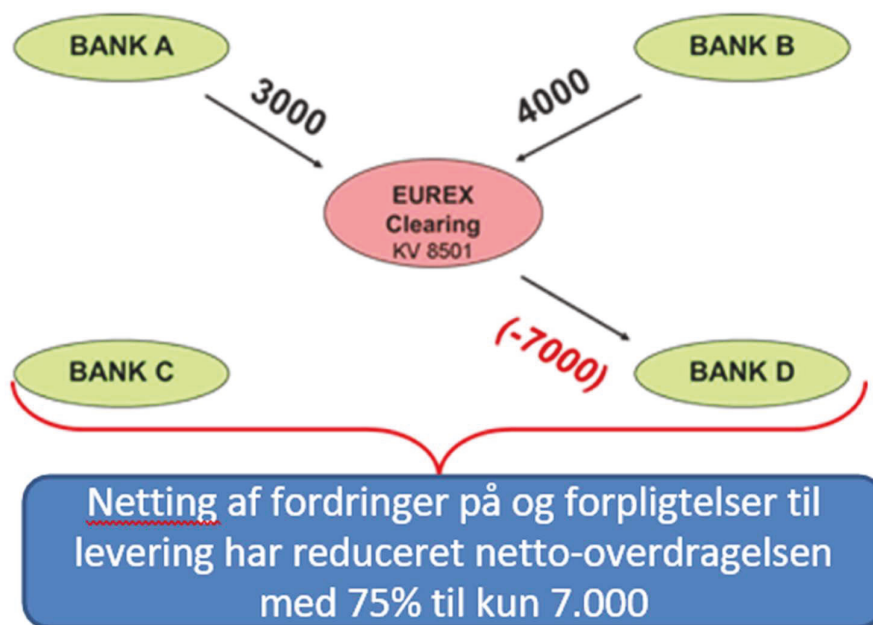 BANK A
BANK B
3000
4000
EUREX
Clearing
KV 8501
(-7000)
BANK C
BANK D
Netting af fordringer på og forpligtelser til
levering har reduceret netto-overdragelsen
med 75% til kun 7.000